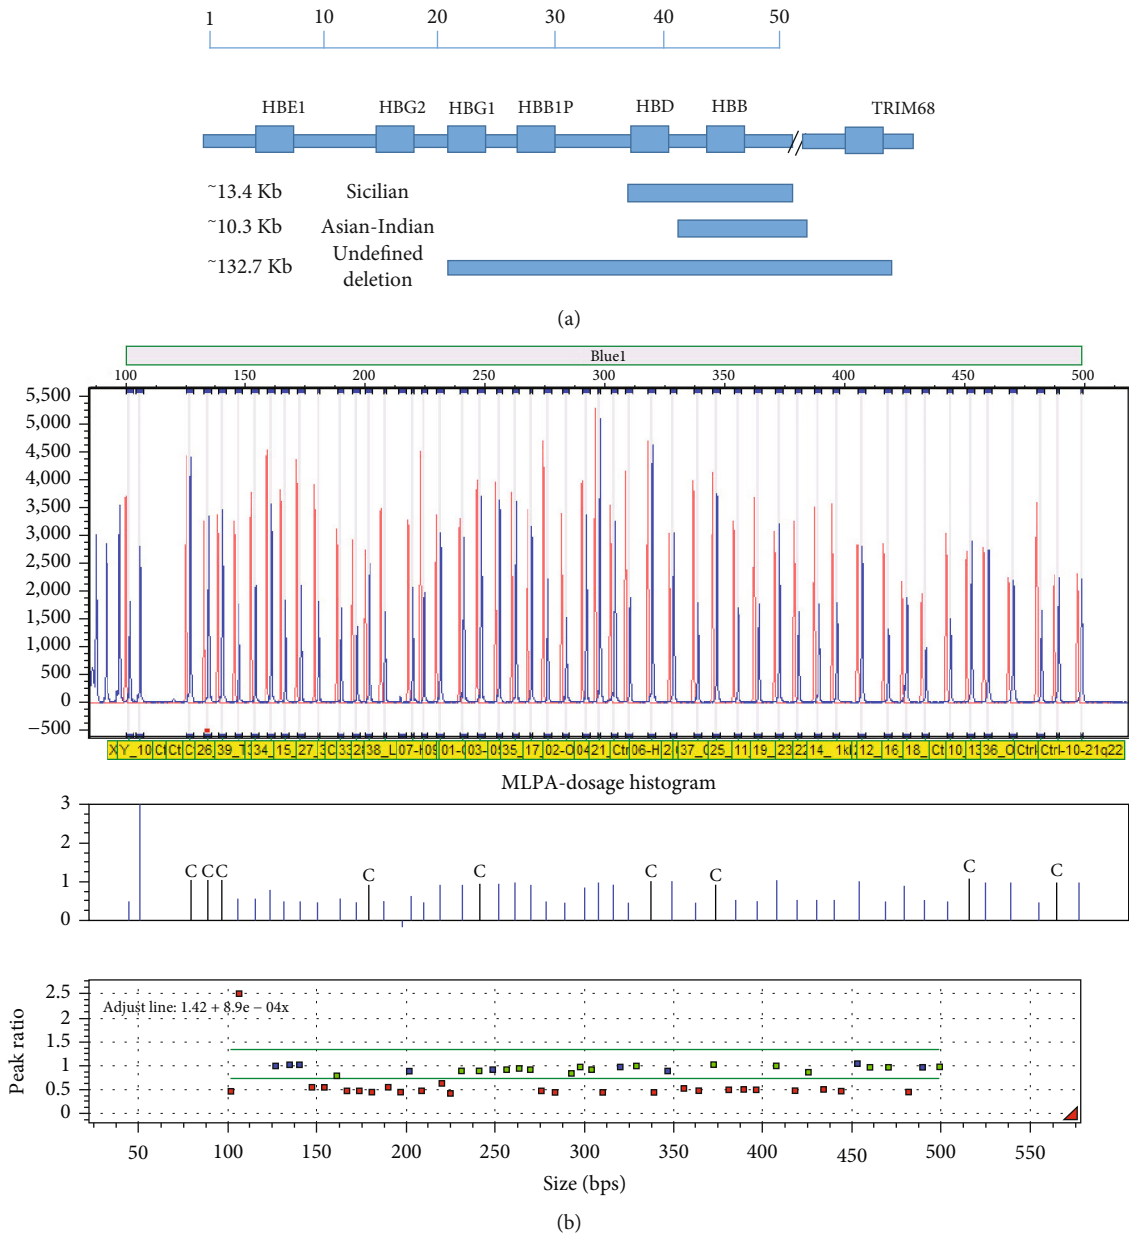 1 10 20 30 40 50
HBE1 HBG2 HBG1 HBB1P HBD HBB TRIM68
~13.4 Kb Sicilian
~10.3 Kb Asian-Indian
~132.7 Kb Undefined
deletion
(a)
Blue1
100 150 200 250 300 350 400 450 500
5,500
5,000
4,500
4,000
3,500
3,000
2,500
2,000
1,500
1,000
500
0
−500
MLPA-dosage histogram
3
2
1
0
C C C C C C C C C
Peak ratio
2.5
2
1.5
1
0.5
0
Adjust line: 1.42 + 8.9e − 04x
50 100 150 200 250 300 350 400 450 500 550
Size (bps)
(b)